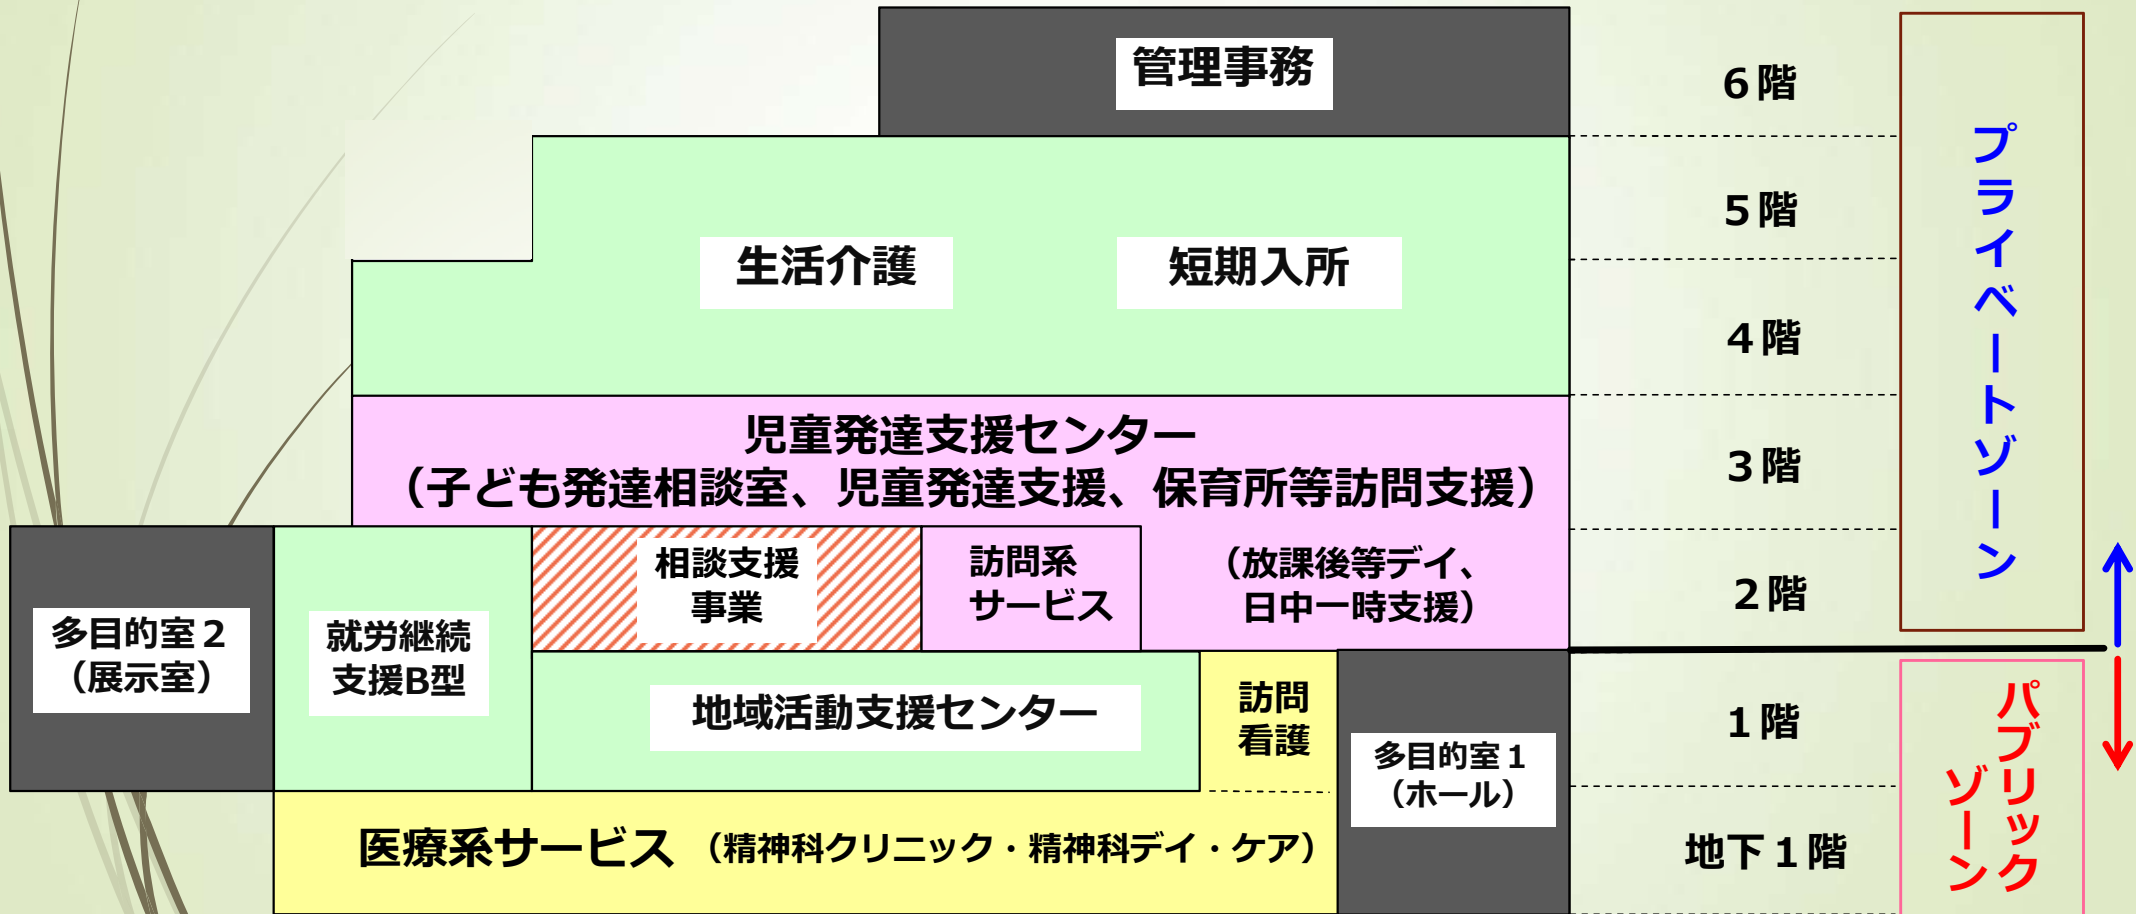 管理事務
6階
5階
生活介護
短期入所
4階
児童発達支援センター
（子ども発達相談室、児童発達支援、保育所等訪問支援）
3階
プライベートゾーン
相談支援
事業
訪問系
サービス
（放課後等デイ、
日中一時支援）
2階
多目的室２
（展示室）
就労継続
支援B型
地域活動支援センター
訪問
看護
多目的室１
（ホール）
1階
医療系サービス （精神科クリニック・精神科デイ・ケア）
地下１階
パブリック
ゾーン